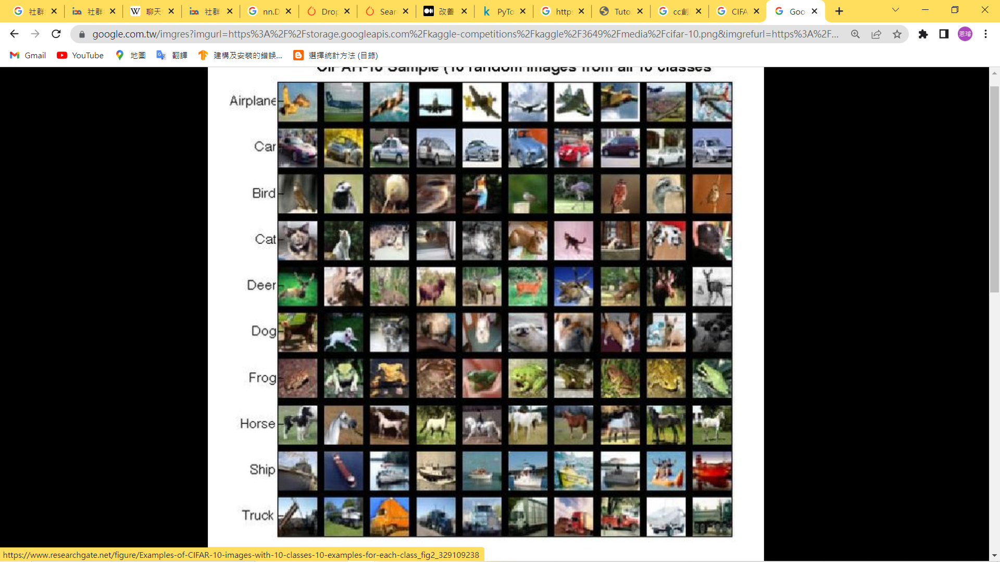 社群 社群 聊天 社群 nn.D Drop Sear 改善 PyTo http Tuto cc創 CIFA Goo
google.com.tw/imgres?imgurl=https%3A%2F%2Fstorage.googleapis.com%2Fkaggle-competitions%2Fkaggle%2F3649%2Fmedia%2Fcifar-10.png&imgrefurl=https%3A%2F... 恩璿
Gmail YouTube 地圖 翻譯 建構及安裝的錯誤... 選擇統計方法 (目錄)
CIFAR-10 Sample (10 random images from all 10 classes
Airplane
Car
Bird
Cat
Deer
Dog
Frog
Horse
Ship
Truck
https://www.researchgate.net/figure/Examples-of-CIFAR-10-images-with-10-classes-10-examples-for-each-class_fig2_329109238